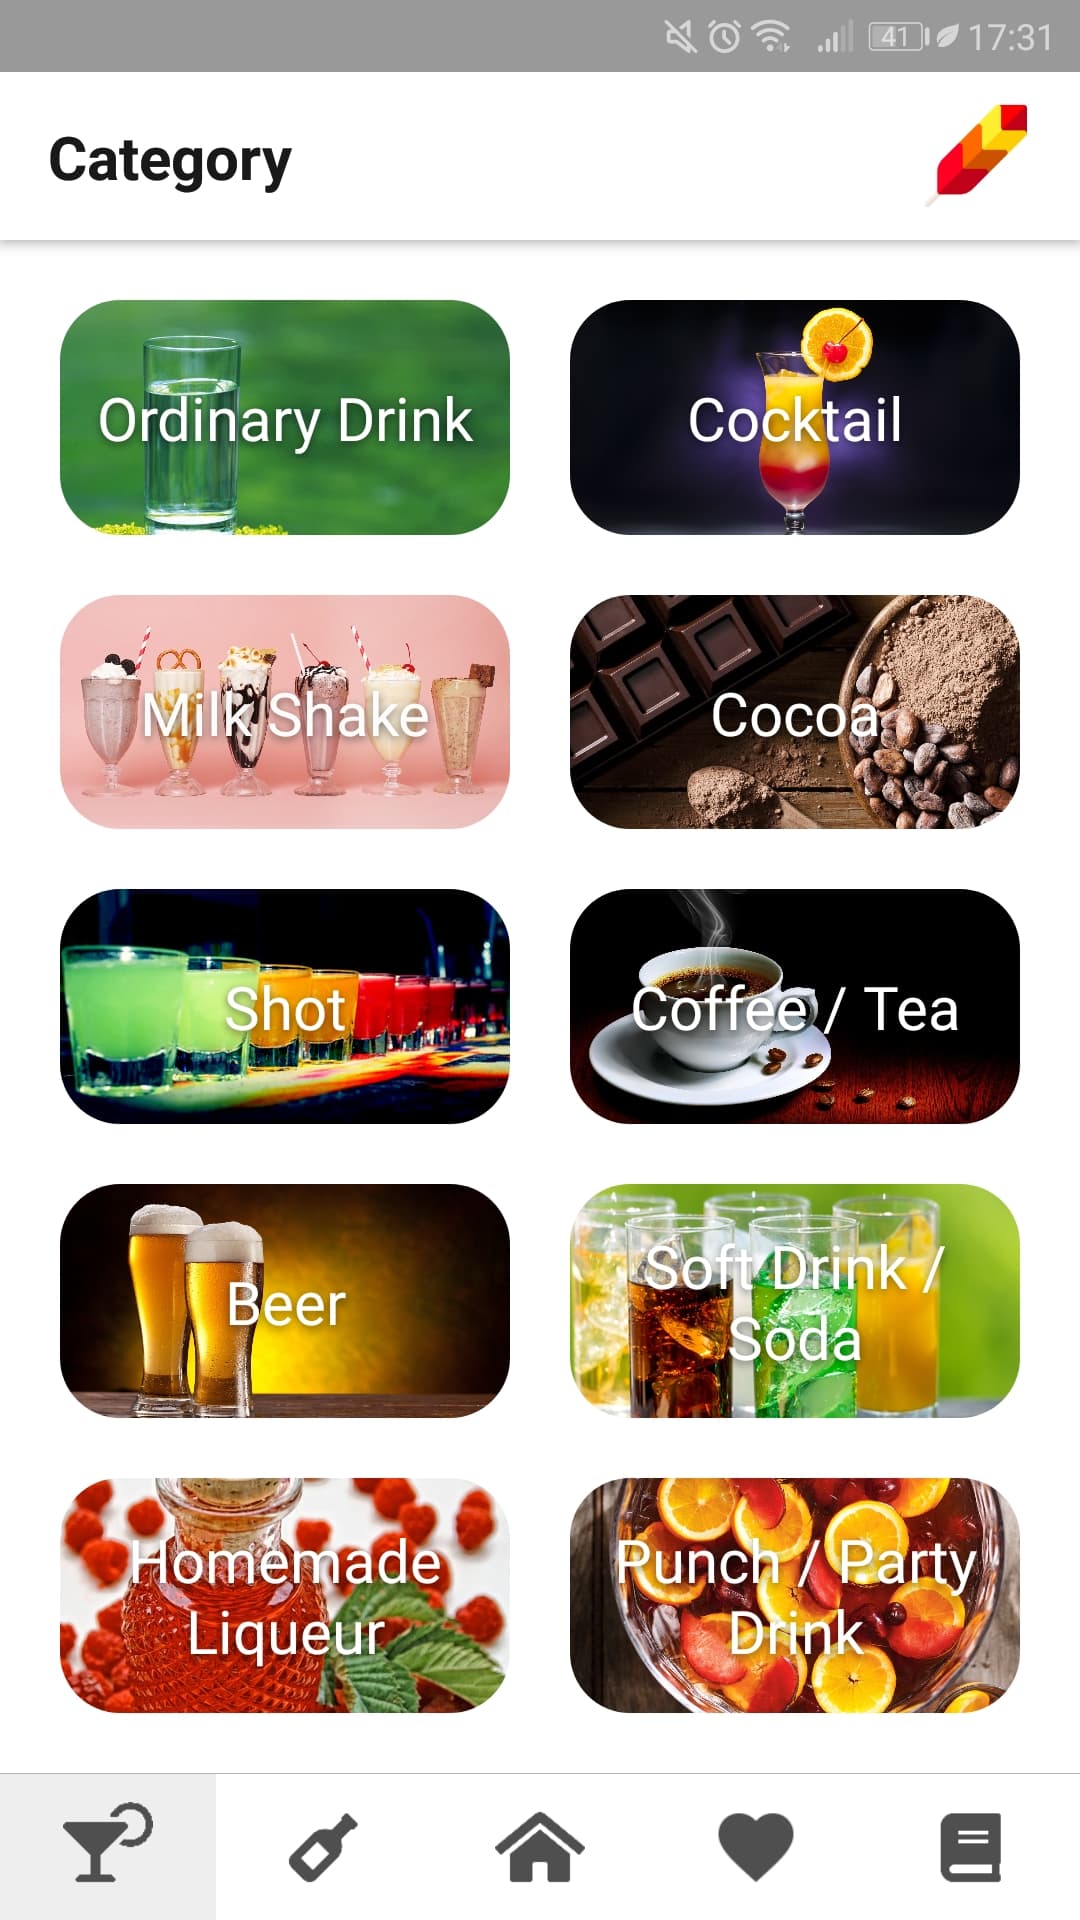 41 17:31
Category
Ordinary Drink
Cocktail
Milk Shake
Cocoa
Shot
Coffee / Tea
Beer
Soft Drink /
Soda
Homemade
Liqueur
Punch / Party
Drink